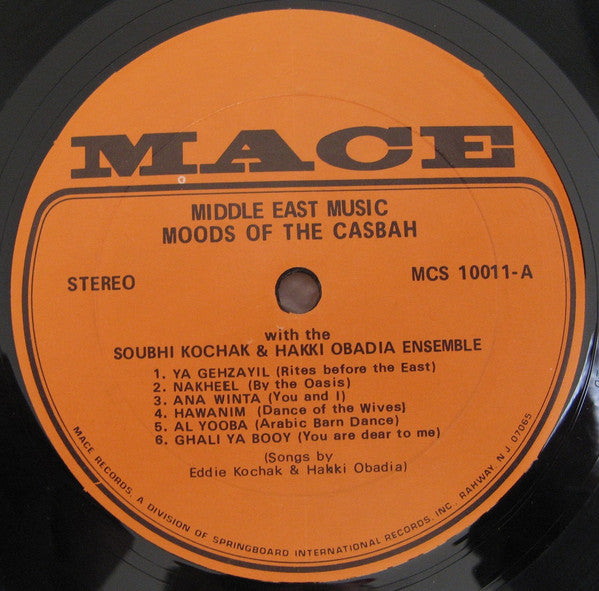 MACE
MIDDLE EAST MUSIC
MOODS OF THE CASBAH
STEREO
MCS 10011-A
with the
SOUBHI KOCHAK & HAKKI OBADIA ENSEMBLE
1. YA GEHZAYIL (Rites before the East)
2. NAKHEEL (By the Oasis)
3. ANA WINTA (You and I)
4. HAWANIM (Dance of the Wives)
5. AL YOOBA (Arabic Barn Dance)
6. GHALI YA BOOY (You are dear to me)
(Songs by
Eddie Kochak & Hakki Obadia)
MACE RECORDS, A DIVISION OF SPRINGBOARD INTERNATIONAL RECORDS, INC. RAHWAY, N J 07065